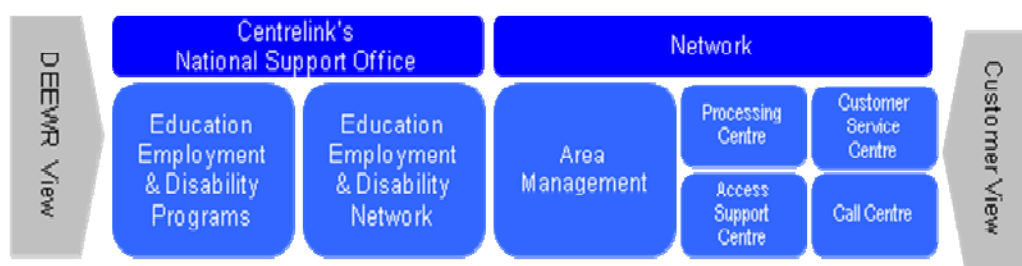 DEEWR View
Centrelink's
National Support Office
Network
Education
Employment
& Disability
Programs
Education
Employment
& Disability
Network
Area
Management
Processing
Centre
Customer
Service
Centre
Access
Support
Centre
Call Centre
Customer View